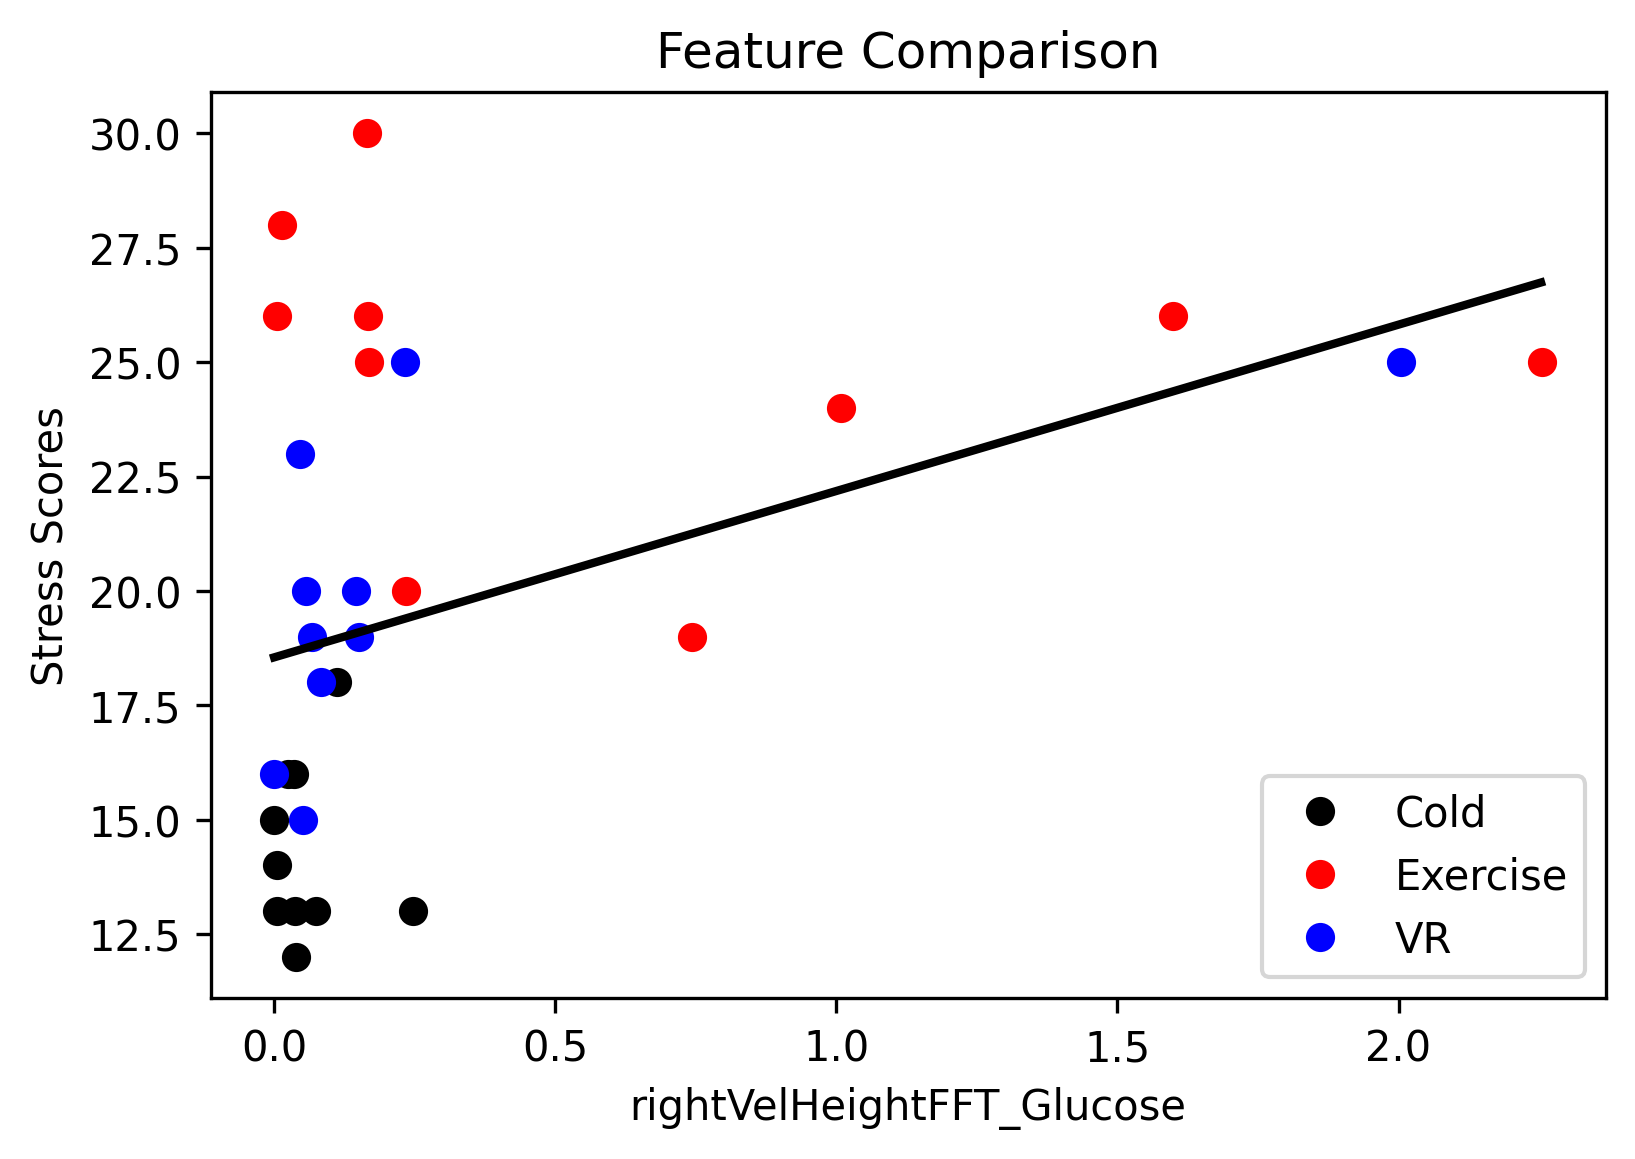 Feature Comparison
30.0
27.5
25.0
22.5
20.0
17.5
15.0
12.5
Stress Scores
0.0 0.5 1.0 1.5 2.0
rightVelHeightFFT_Glucose
Cold
Exercise
VR